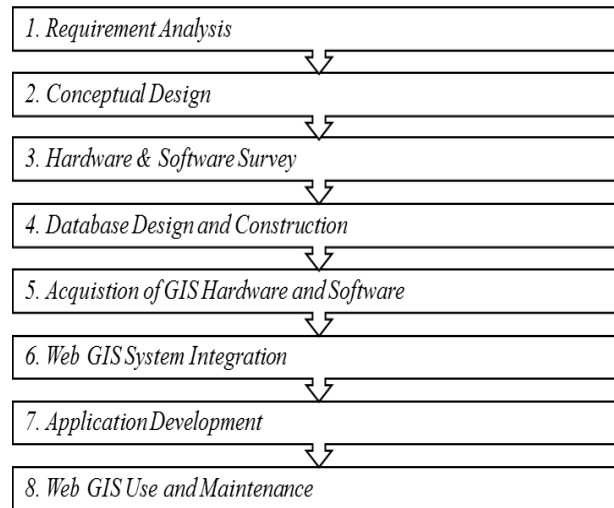 1. Requirement Analysis
2. Conceptual Design
3. Hardware & Software Survey
4. Database Design and Construction
5. Acquistion of GIS Hardware and Software
6. Web GIS System Integration
7. Application Development
8. Web GIS Use and Maintenance